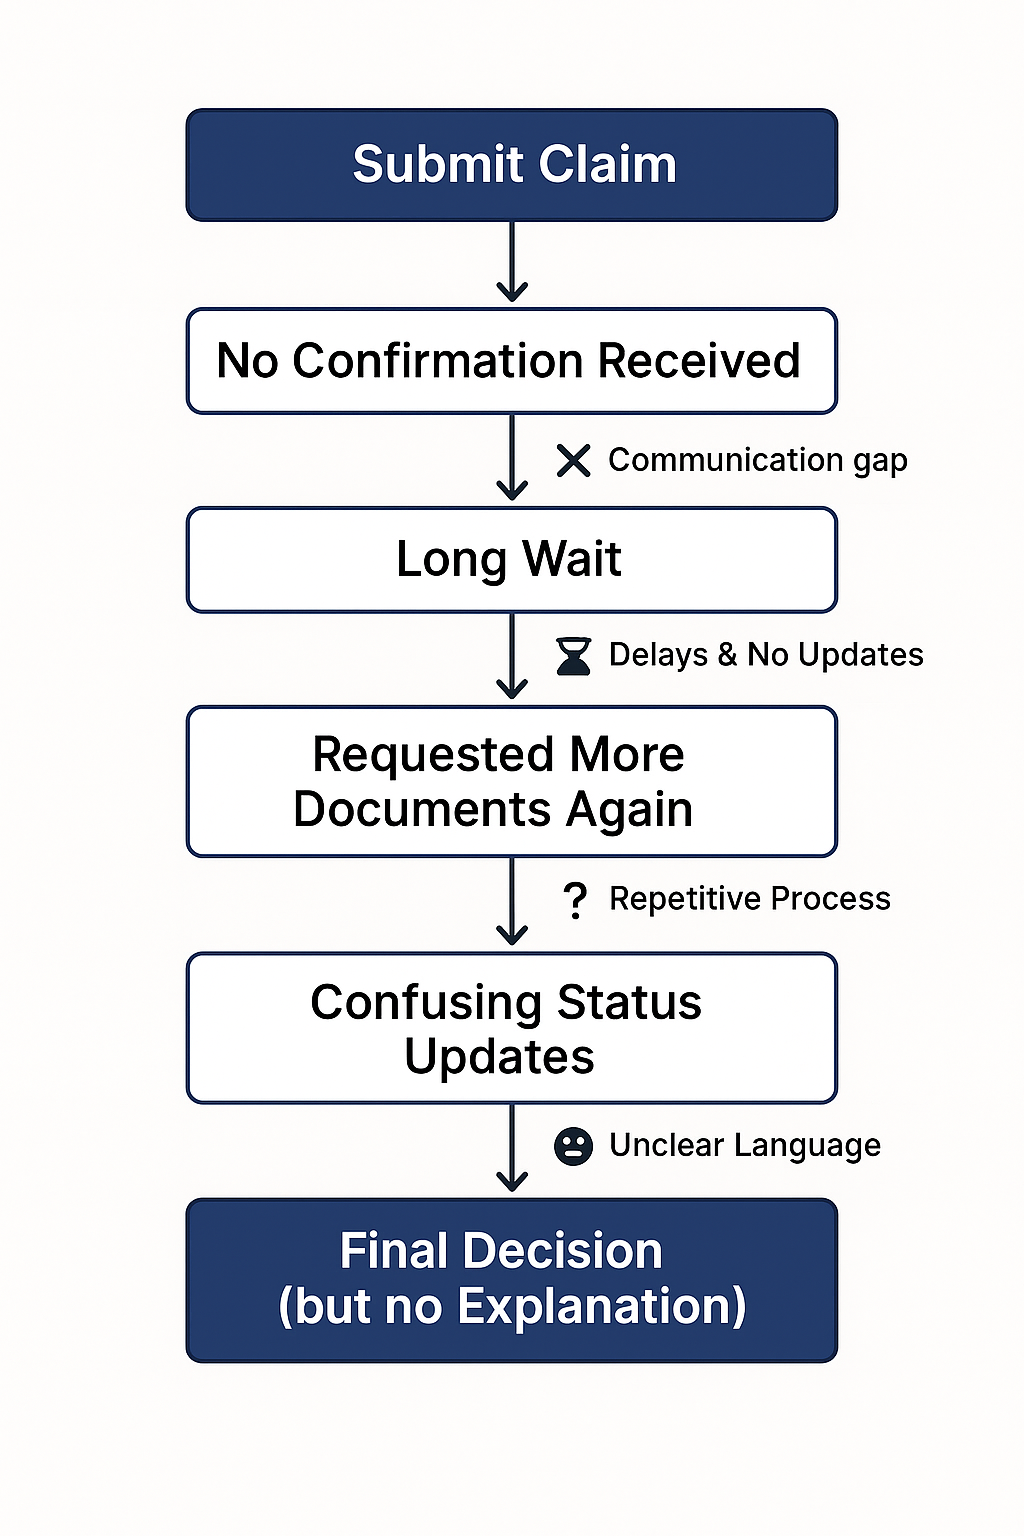 Submit Claim
No Confirmation Received
Communication gap
Long Wait
Delays & No Updates
Requested More
Documents Again
? Repetitive Process
Confusing Status
Updates
Unclear Language
Final Decision
(but no Explanation)